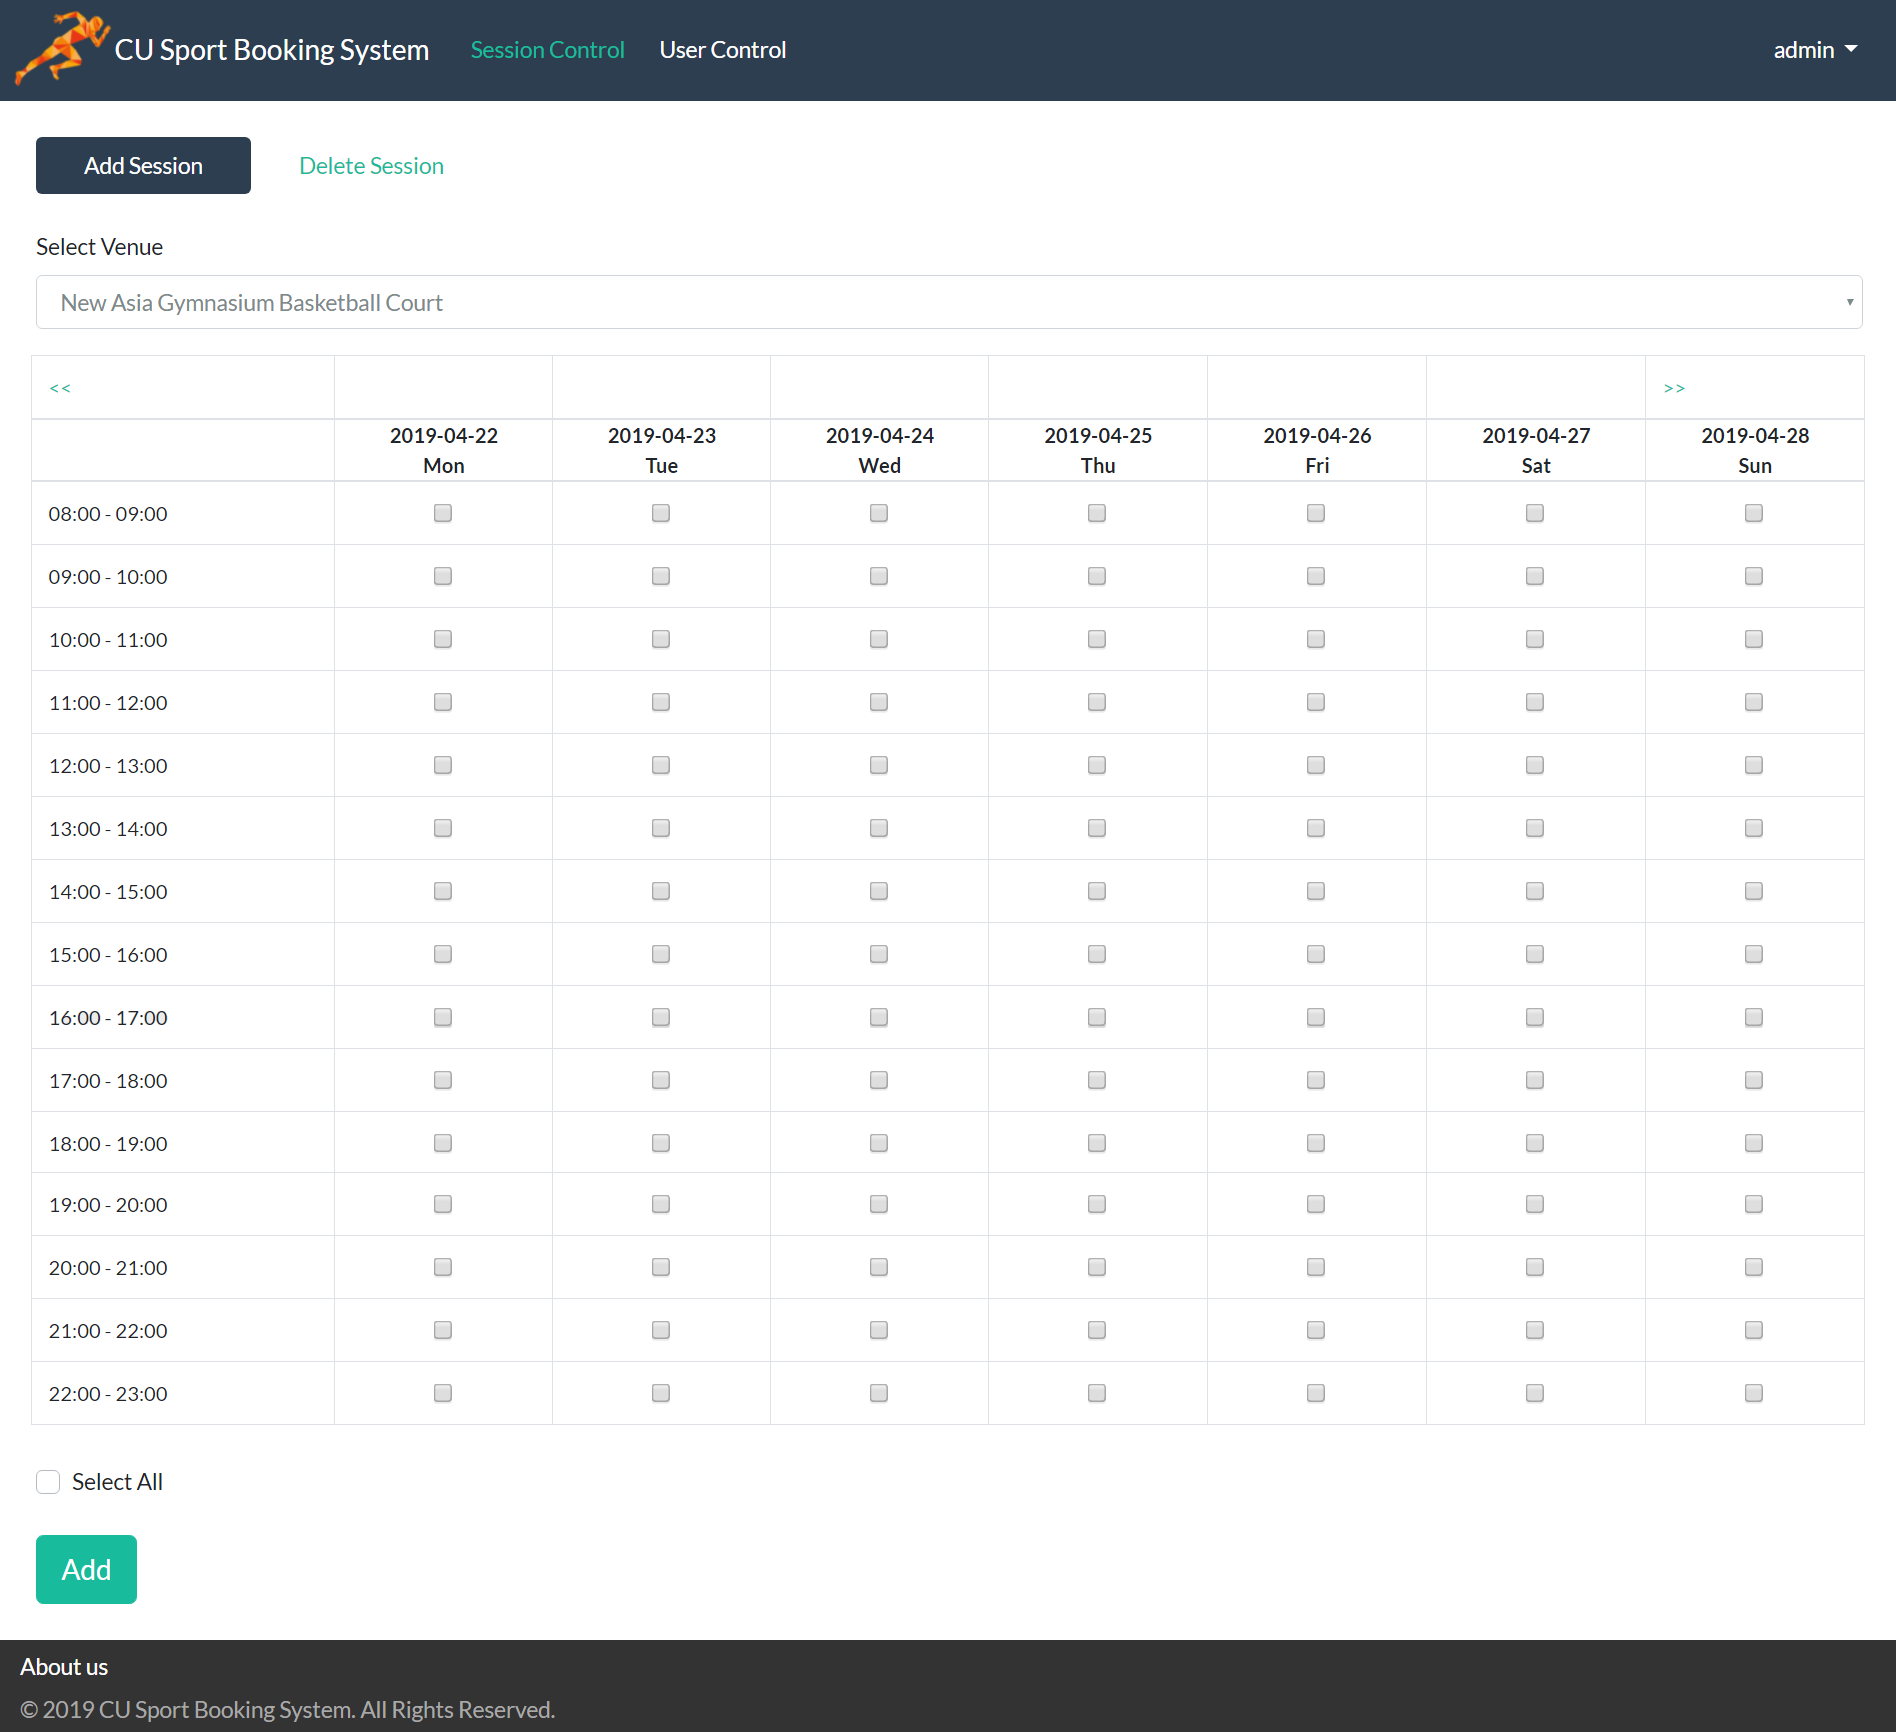 CU Sport Booking System Session Control User Control admin
Add Session Delete Session
Select Venue
New Asia Gymnasium Basketball Court
<< >>
2019-04-22 2019-04-23 2019-04-24 2019-04-25 2019-04-26 2019-04-27 2019-04-28
Mon Tue Wed Thu Fri Sat Sun
08:00 - 09:00
09:00 - 10:00
10:00 - 11:00
11:00 - 12:00
12:00 - 13:00
13:00 - 14:00
14:00 - 15:00
15:00 - 16:00
16:00 - 17:00
17:00 - 18:00
18:00 - 19:00
19:00 - 20:00
20:00 - 21:00
21:00 - 22:00
22:00 - 23:00
Select All
Add
About us
© 2019 CU Sport Booking System. All Rights Reserved.